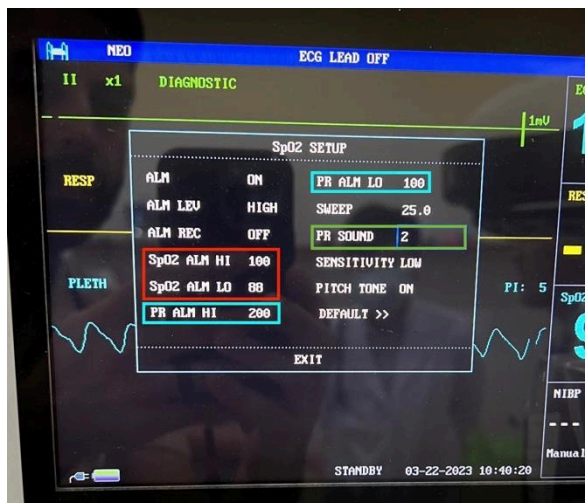 NEO ECG LEAD OFF
II x1 DIAGNOSTIC
1mV
SpO2 SETUP
RESP
ALM ON PR ALM LO 100
ALM LEV HIGH SWEEP 25.0
ALM REC OFF PR SOUND 2
SpO2 ALM HI 100 SENSITIVITY LOW
PLETH
SpO2 ALM LO 88 PITCH TONE ON PI: 5
PR ALM HI 200 DEFAULT >>
EXIT
NIBP
---
Manual
STANDBY 03-22-2023 10:40:20